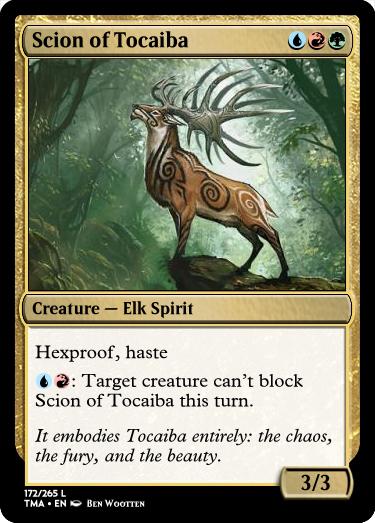 Scion of Tocaiba
Creature — Elk Spirit
Hexproof, haste
: Target creature can't block
Scion of Tocaiba this turn.
It embodies Tocaiba entirely: the chaos,
the fury, and the beauty.
3/3
172/265 L
TMA • EN Ben Wootten